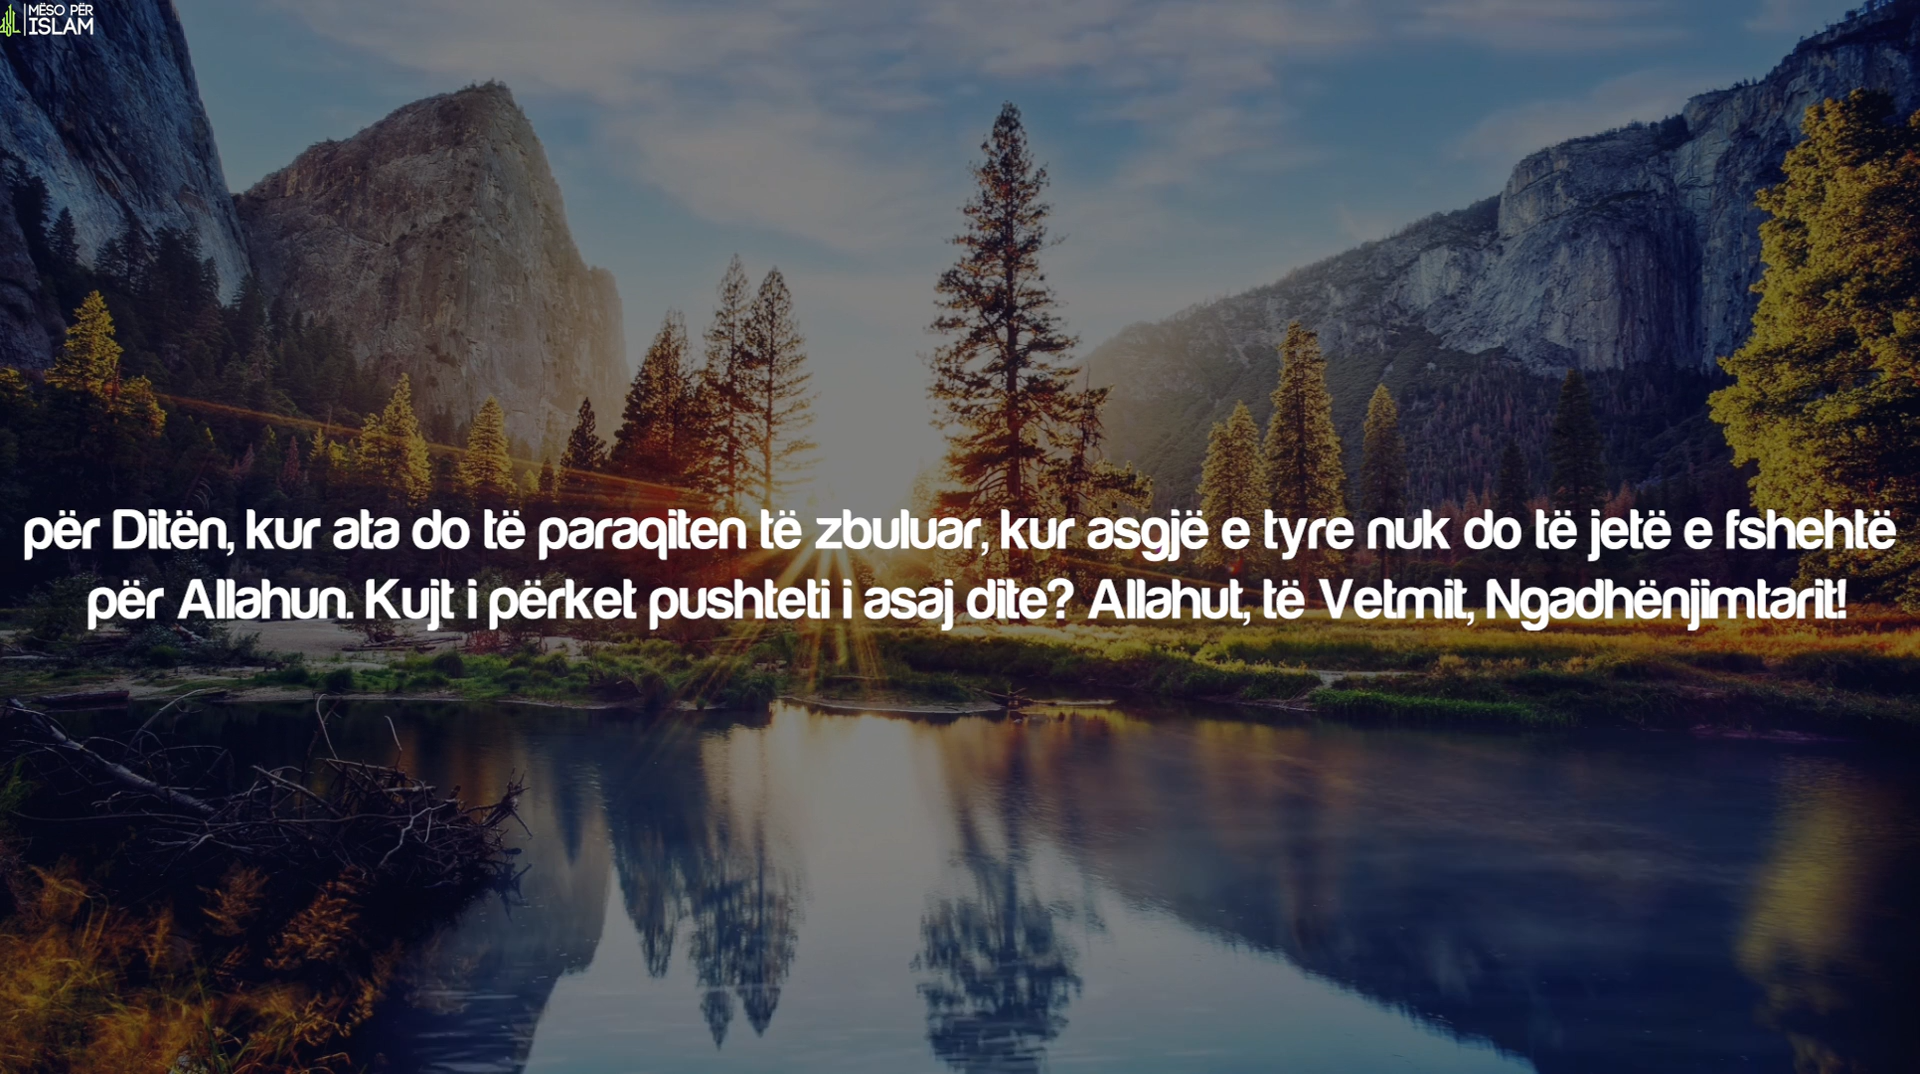 MËSO PËR
ISLAM
për Ditën, kur ata do të paraqiten të zbuluar, kur asgjë e tyre nuk do të jetë e fshehtë
për Allahun. Kujt i përket pushteti i asaj dite? Allahut, të Vetmit, Ngadhënjimtarit!